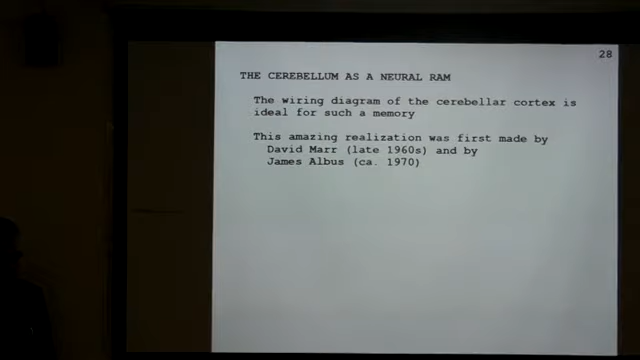 28
THE CEREBELLUM AS A NEURAL RAM
The wiring diagram of the cerebellar cortex is
ideal for such a memory
This amazing realization was first made by
David Marr (late 1960s) and by
James Albus (ca. 1970)